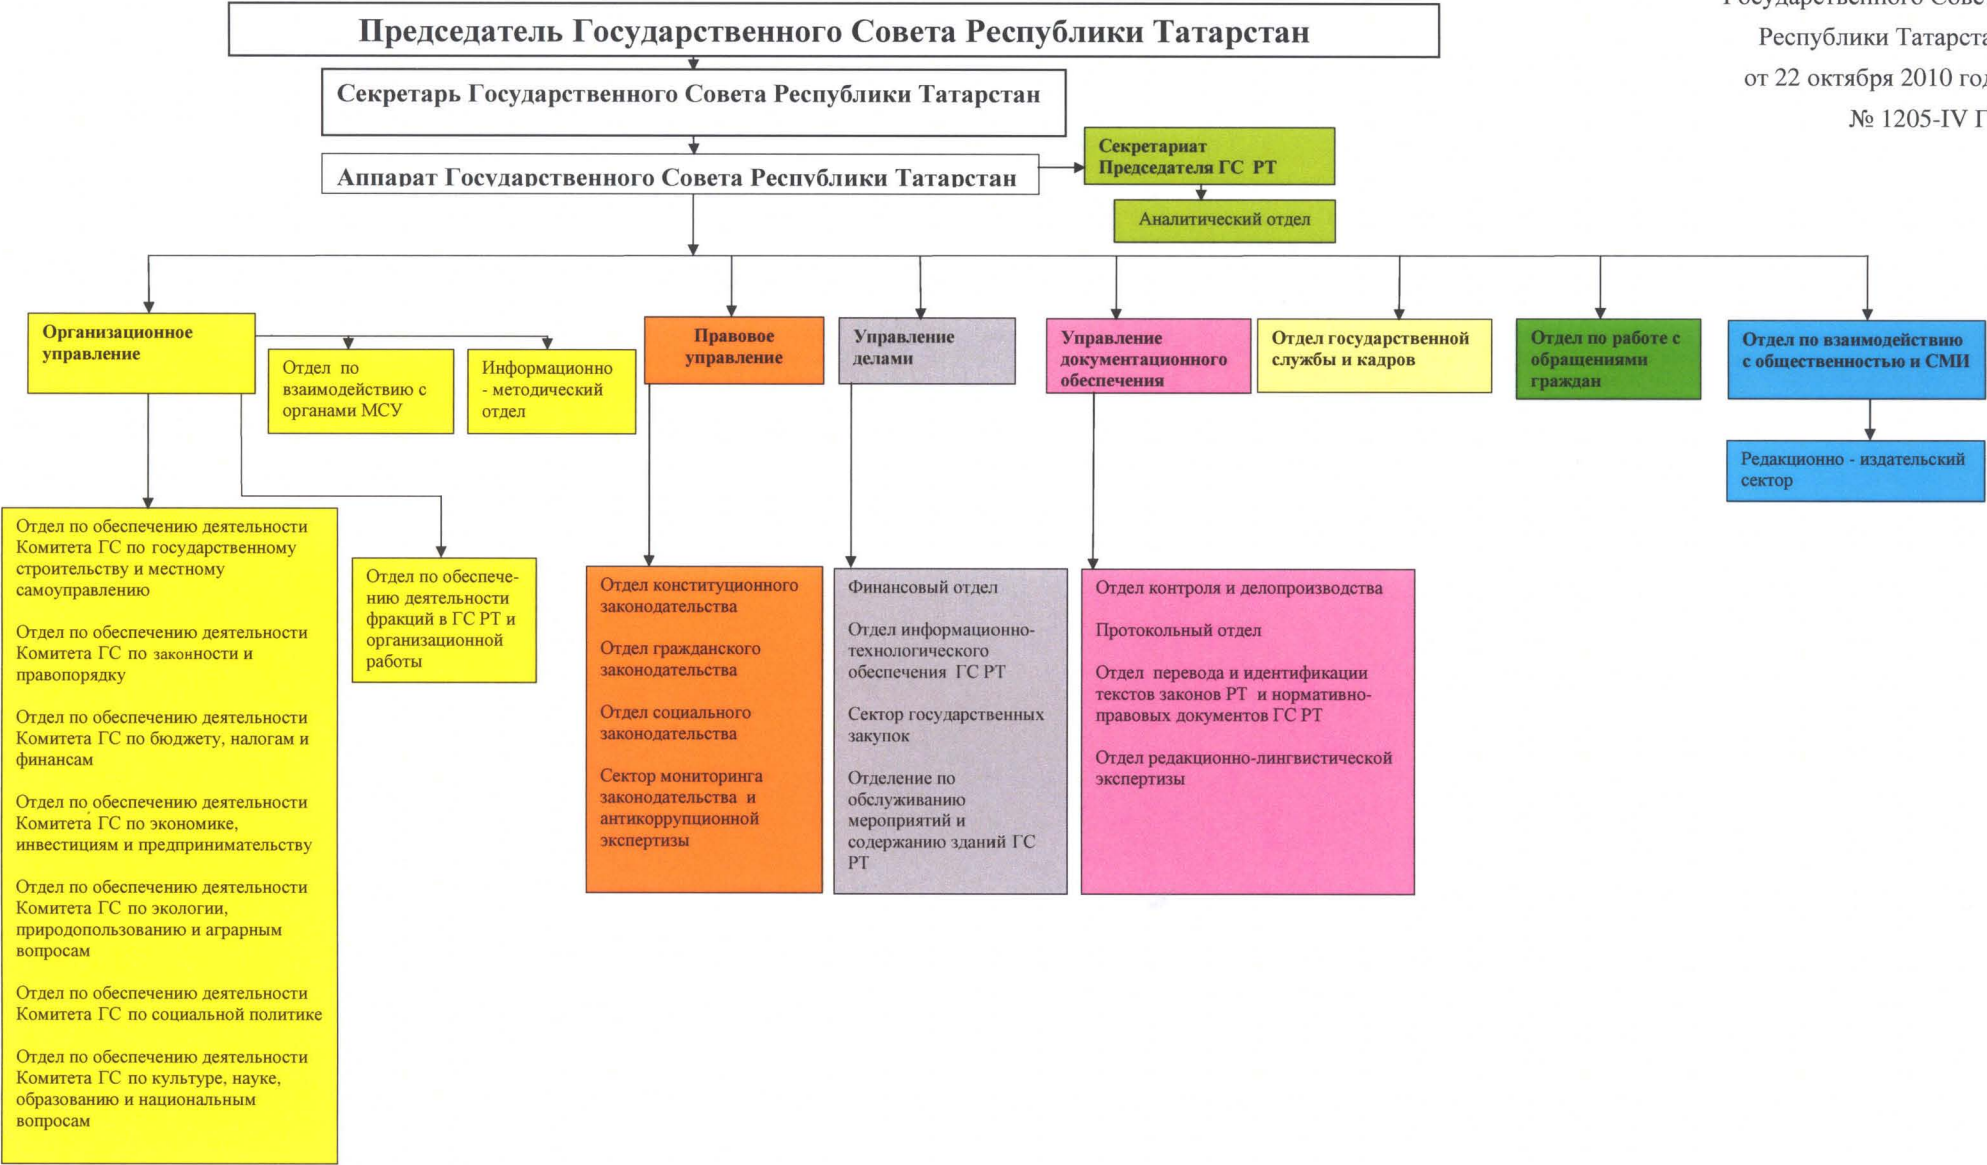 Председатель Государственного Совета Республики Татарстан
Республики
от 22 октября 2010
№ 1205-IV
Секретарь Государственного Совета Республики Татарстан
Аппарат Государственного Совета Республики Татарстан
Секретариат
Председателя ГС РТ
Аналитический отдел
Организационное
управление
Отдел по
взаимодействию с
органами МСУ
Информационно
- методический
отдел
Правовое
управление
Управление
делами
Управление
документационного
обеспечения
Отдел государственной
службы и кадров
Отдел по работе с
обращениями
граждан
Отдел по взаимодействию
с общественностью и СМИ
Редакционно - издательский
сектор
Отдел по обеспечению деятельности
Комитета ГС по государственному
строительству и местному
самоуправлению
Отдел по обеспечению деятельности
Комитета ГС по законности и
правопорядку
Отдел по обеспечению деятельности
Комитета ГС по бюджету, налогам и
финансам
Отдел по обеспечению деятельности
Комитета ГС по экономике,
инвестициям и предпринимательству
Отдел по обеспечению деятельности
Комитета ГС по экологии,
природопользованию и аграрным
вопросам
Отдел по обеспечению деятельности
Комитета ГС по социальной политике
Отдел по обеспечению деятельности
Комитета ГС по культуре, науке,
образованию и национальным
вопросам
Отдел по обеспече-
нию деятельности
фракций в ГС РТ и
организационной
работы
Отдел конституционного
законодательства
Отдел гражданского
законодательства
Отдел социального
законодательства
Сектор мониторинга
законодательства и
антикоррупционной
экспертизы
Финансовый отдел
Отдел информационно-
технологического
обеспечения ГС РТ
Сектор государственных
закупок
Отделение по
обслуживанию
мероприятий и
содержанию зданий ГС
РТ
Отдел контроля и делопроизводства
Протокольный отдел
Отдел перевода и идентификации
текстов законов РТ и нормативно-
правовых документов ГС РТ
Отдел редакционно-лингвистической
экспертизы